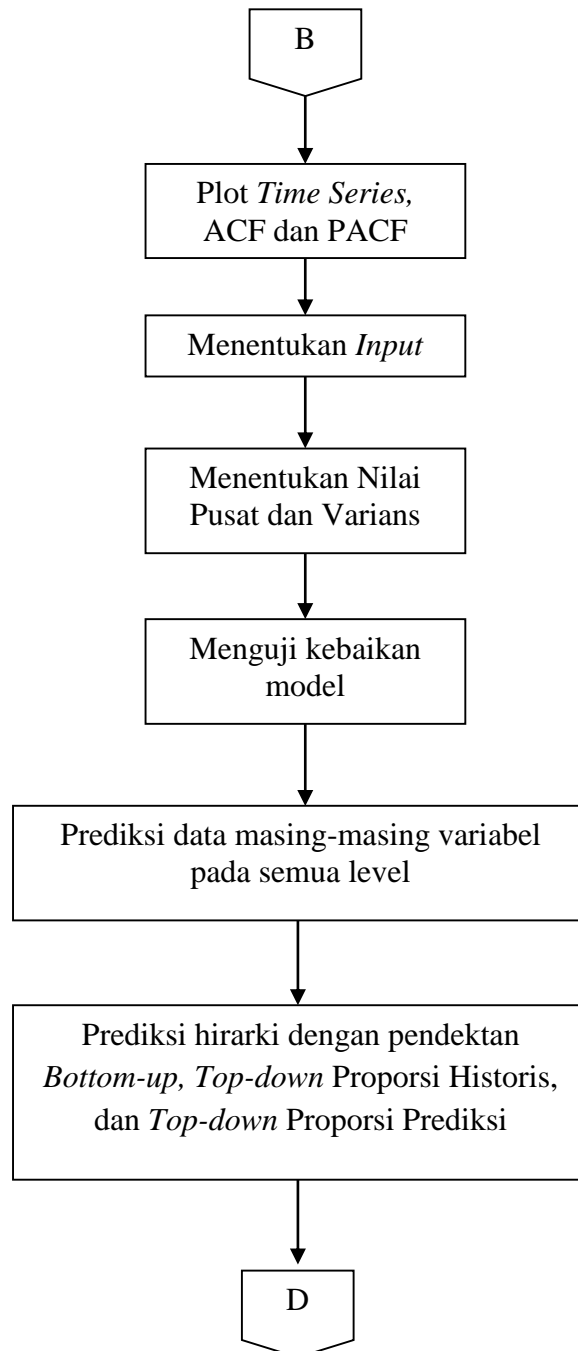 B
Plot Time Series,
ACF dan PACF
Menentukan Input
Menentukan Nilai
Pusat dan Varians
Menguji kebaikan
model
Prediksi data masing-masing variabel
pada semua level
Prediksi hirarki dengan pendektan
Bottom-up, Top-down Proporsi Historis,
dan Top-down Proporsi Prediksi
D